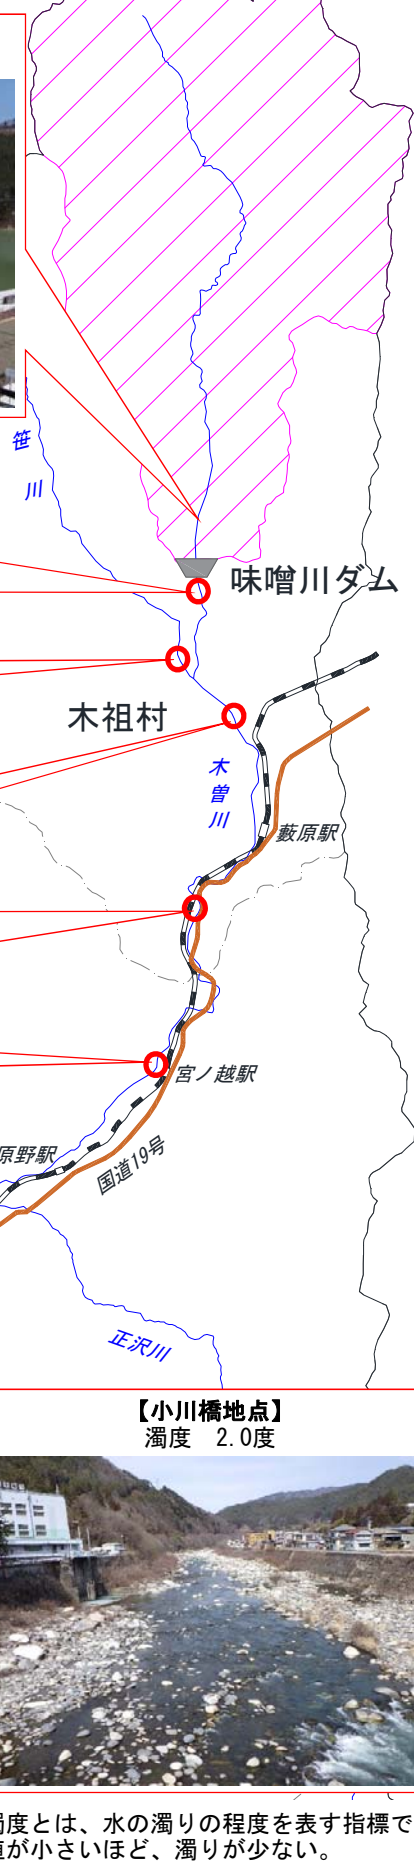 笹
川
味噌川ダム
木祖村
木
曽
川
藪原駅
宮ノ越駅
原野駅
国道19号
正沢川
【小川橋地点】
濁度 2.0度
濁度とは、水の濁りの程度を表す指標で
値が小さいほど、濁りが少ない。